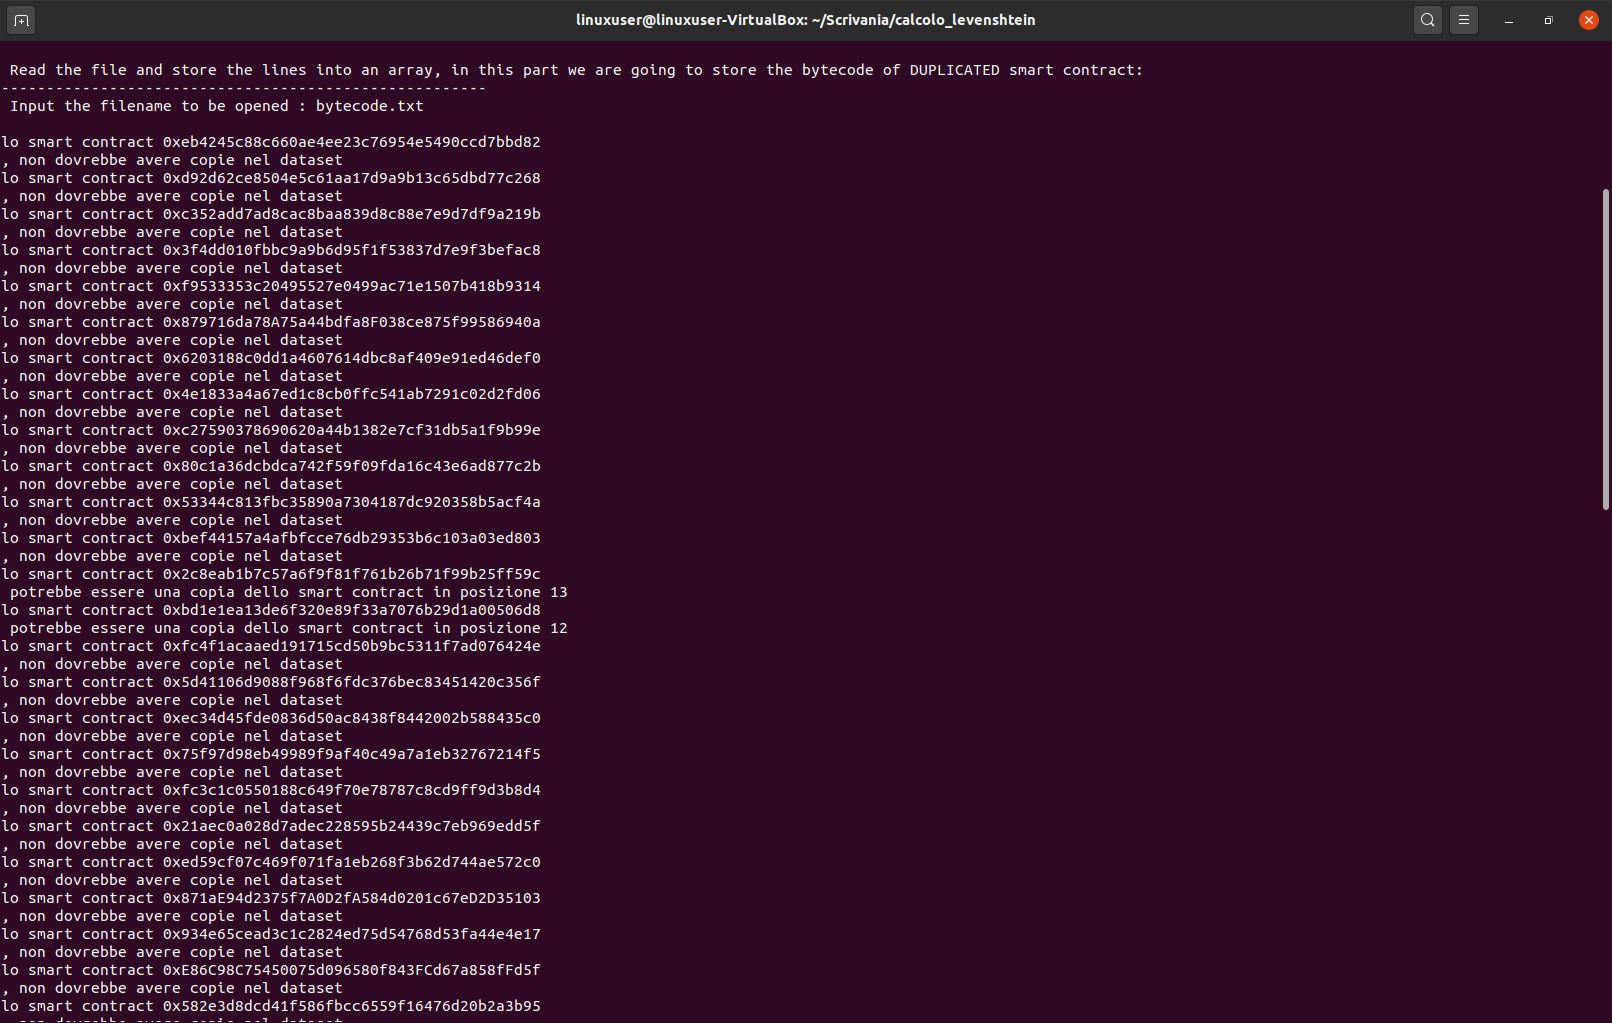 linuxuser@linuxuser-VirtualBox: ~/Scrivania/calcolo_levenshtein
Read the file and store the lines into an array, in this part we are going to store the bytecode of DUPLICATED smart contract:
------------------------------------------------------
Input the filename to be opened : bytecode.txt
lo smart contract 0xeb4245c88c660ae4ee23c76954e5490ccd7bbd82
, non dovrebbe avere copie nel dataset
lo smart contract 0xd92d62ce8504e5c61aa17d9a9b13c65dbd77c268
, non dovrebbe avere copie nel dataset
lo smart contract 0xc352add7ad8cac8baa839d8c88e7e9d7df9a219b
, non dovrebbe avere copie nel dataset
lo smart contract 0x3f4dd010fbbc9a9b6d95f1f53837d7e9f3befac8
, non dovrebbe avere copie nel dataset
lo smart contract 0xf9533353c20495527e0499ac71e1507b418b9314
, non dovrebbe avere copie nel dataset
lo smart contract 0x879716da78A75a44bdfa8F038ce875f99586940a
, non dovrebbe avere copie nel dataset
lo smart contract 0x6203188c0dd1a4607614dbc8af409e91ed46def0
, non dovrebbe avere copie nel dataset
lo smart contract 0x4e1833a4a67ed1c8cb0ffc541ab7291c02d2fd06
, non dovrebbe avere copie nel dataset
lo smart contract 0xc27590378690620a44b1382e7cf31db5a1f9b99e
, non dovrebbe avere copie nel dataset
lo smart contract 0x80c1a36dcbdca742f59f09fda16c43e6ad877c2b
, non dovrebbe avere copie nel dataset
lo smart contract 0x53344c813fbc35890a7304187dc920358b5acf4a
, non dovrebbe avere copie nel dataset
lo smart contract 0xbef44157a4afbfcce76db29353b6c103a03ed803
, non dovrebbe avere copie nel dataset
lo smart contract 0x2c8eab1b7c57a6f9f81f761b26b71f99b25ff59c
potrebbe essere una copia dello smart contract in posizione 13
lo smart contract 0xbd1e1ea13de6f320e89f33a7076b29d1a00506d8
potrebbe essere una copia dello smart contract in posizione 12
lo smart contract 0xfc4f1acaaed191715cd50b9bc5311f7ad076424e
, non dovrebbe avere copie nel dataset
lo smart contract 0x5d41106d9088f968f6fdc376bec83451420c356f
, non dovrebbe avere copie nel dataset
lo smart contract 0xec34d45fde0836d50ac8438f8442002b588435c0
, non dovrebbe avere copie nel dataset
lo smart contract 0x75f97d98eb49989f9af40c49a7a1eb32767214f5
, non dovrebbe avere copie nel dataset
lo smart contract 0xfc3c1c0550188c649f70e78787c8cd9ff9d3b8d4
, non dovrebbe avere copie nel dataset
lo smart contract 0x21aec0a028d7adec228595b24439c7eb969edd5f
, non dovrebbe avere copie nel dataset
lo smart contract 0xed59cf07c469f071fa1eb268f3b62d744ae572c0
, non dovrebbe avere copie nel dataset
lo smart contract 0x871aE94d2375f7A0D2fA584d0201c67eD2D35103
, non dovrebbe avere copie nel dataset
lo smart contract 0x934e65cead3c1c2824ed75d54768d53fa44e4e17
, non dovrebbe avere copie nel dataset
lo smart contract 0xE86C98C75450075d096580f843FCd67a858fFd5f
, non dovrebbe avere copie nel dataset
lo smart contract 0x582e3d8dcd41f586fbcc6559f16476d20b2a3b95